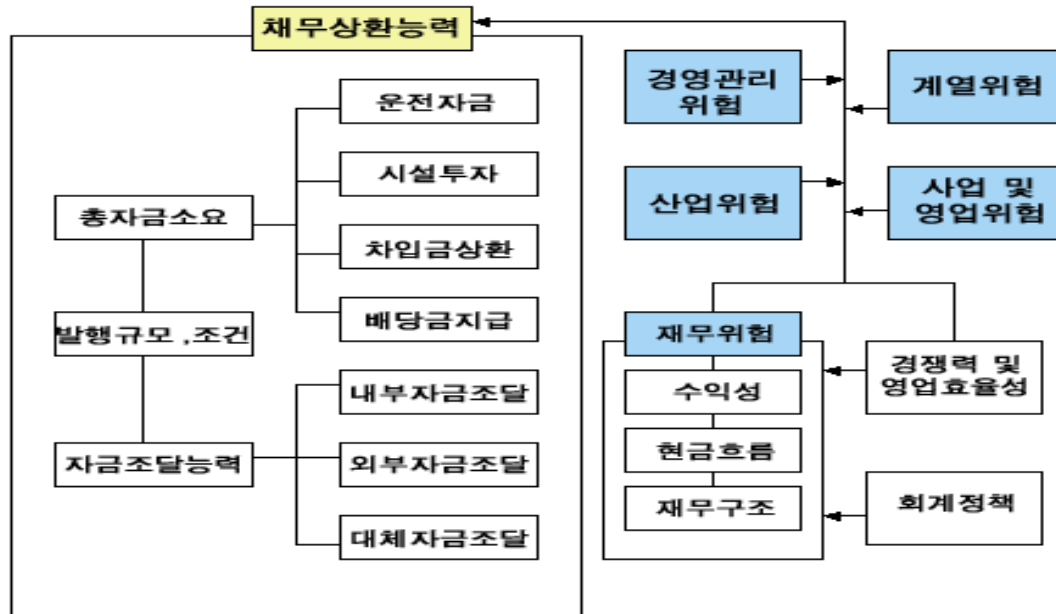 채무상환능력
운전자금
시설투자
총자금소요
차입금상환
배당금지급
발행규모 ,조건
내부자금조달
자금조달능력
외부자금조달
대체자금조달
경영관리
위험
계열위험
산업위험
사업 및
영업위험
재무위험
수익성
현금흐름
재무구조
경쟁력 및
영업효율성
회계정책